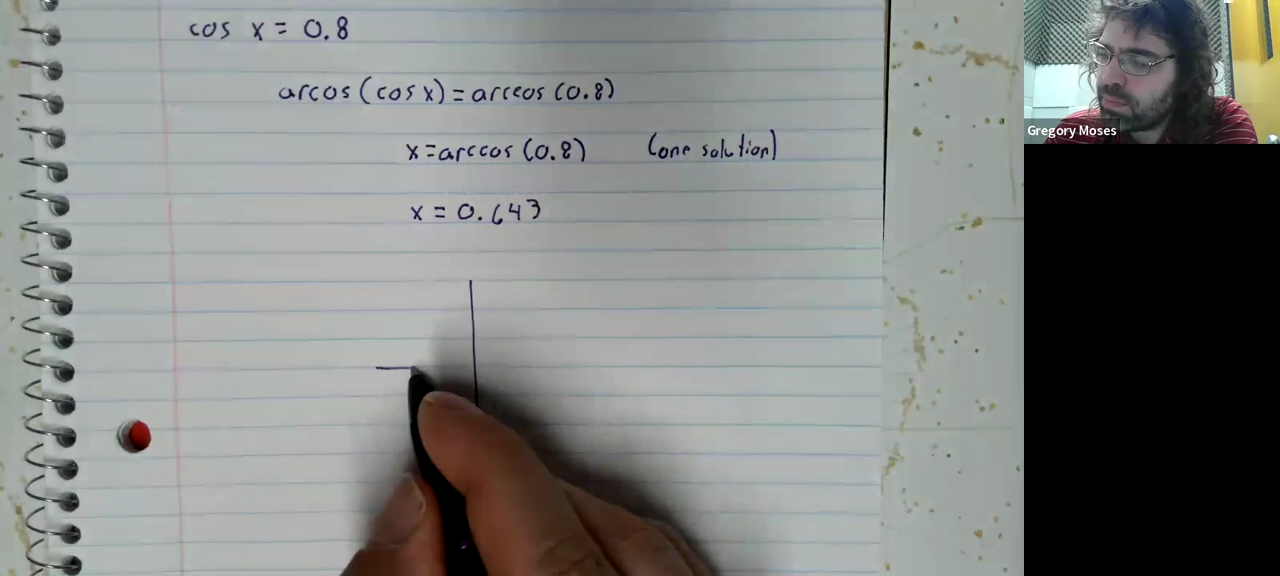 cos x = 0.8
arcos(cos x) = arccos(0.8)
x = arccos(0.8) (one solution)
x = 0.643
Gregory Moses